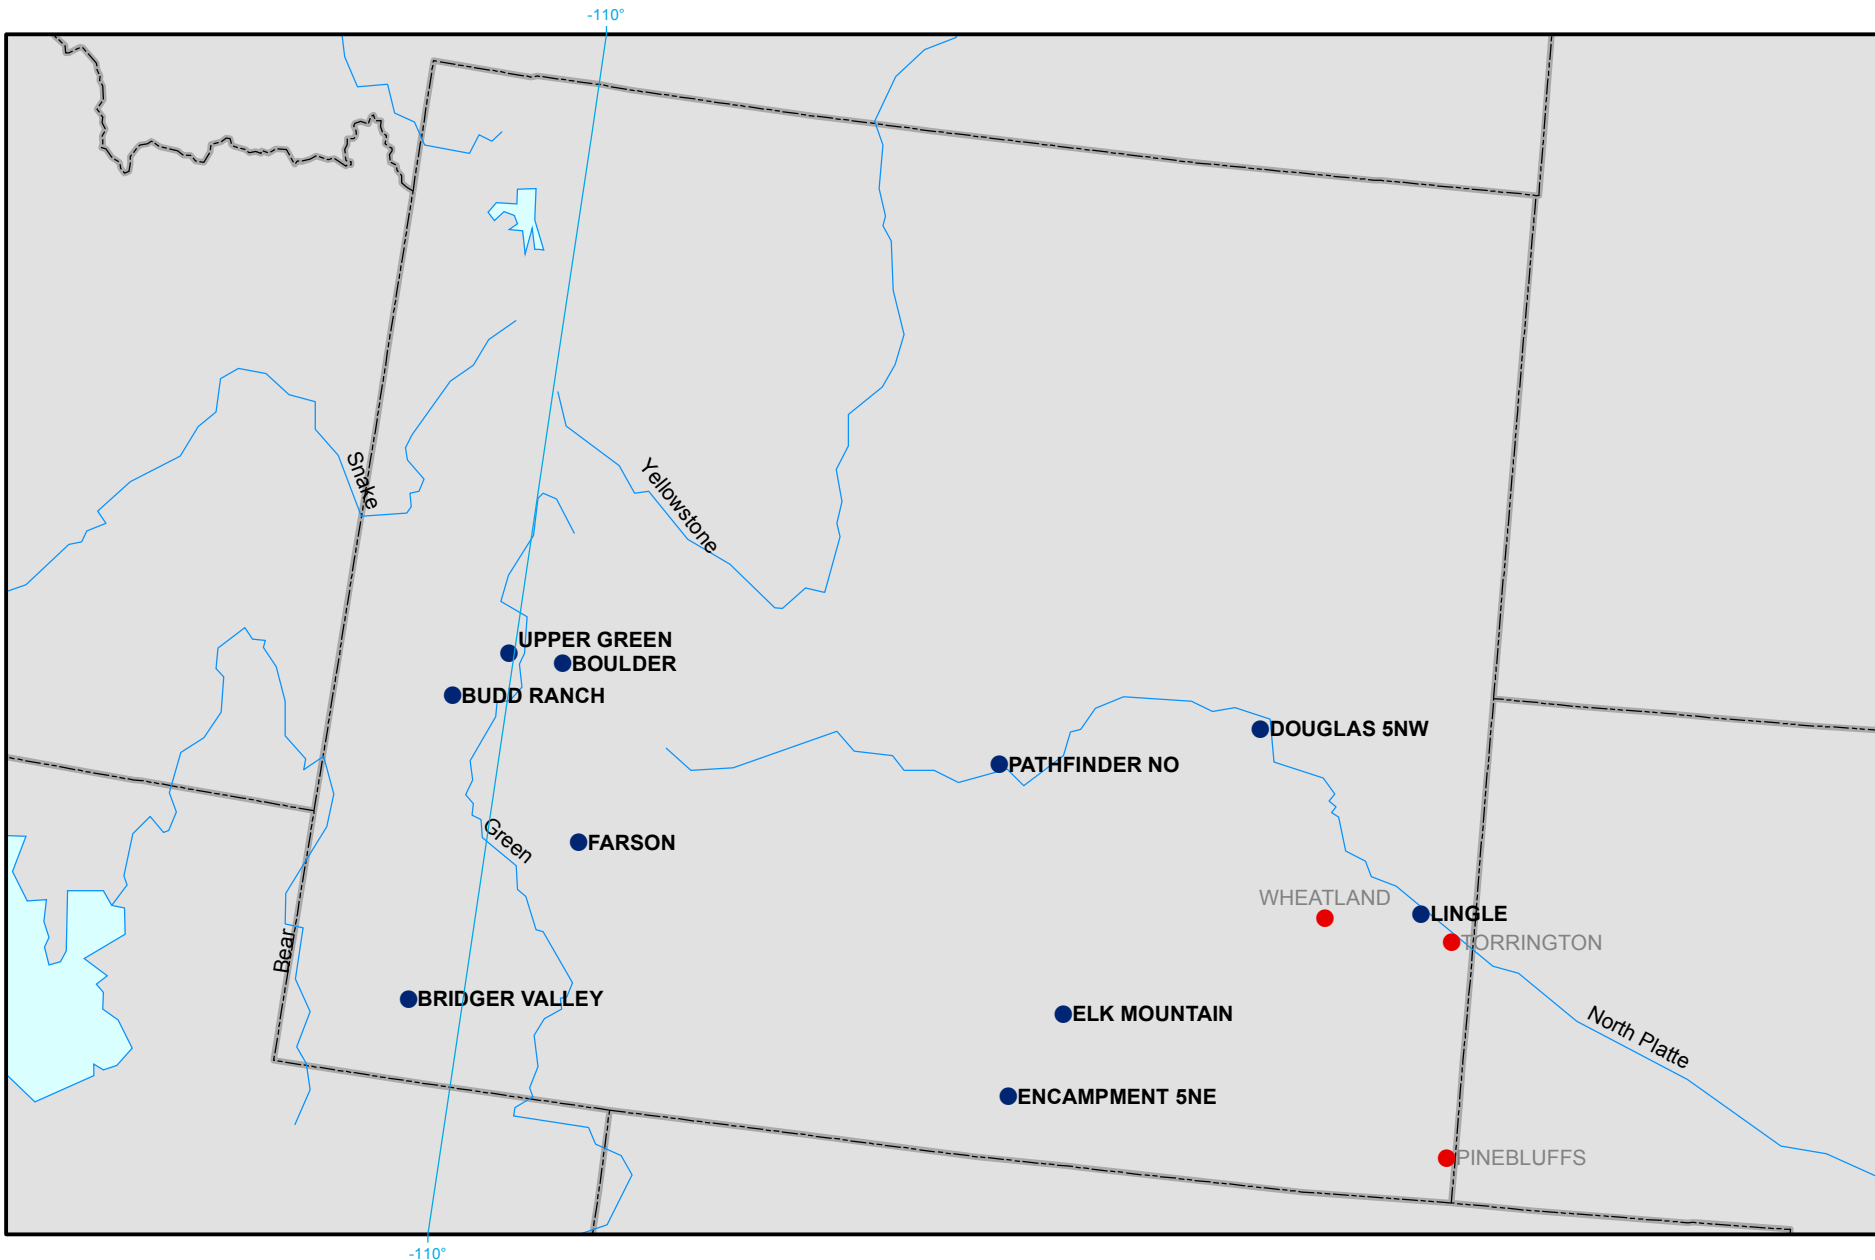 -110°
Snake
Yellowstone
UPPER GREEN
BOULDER
BUDD RANCH
DOUGLAS 5NW
PATHFINDER NO
Green
FARSON
WHEATLAND
LINGLE
TORRINGTON
Bear
BRIDGER VALLEY
ELK MOUNTAIN
North Platte
ENCAMPMENT 5NE
PINEBLUFFS
-110°